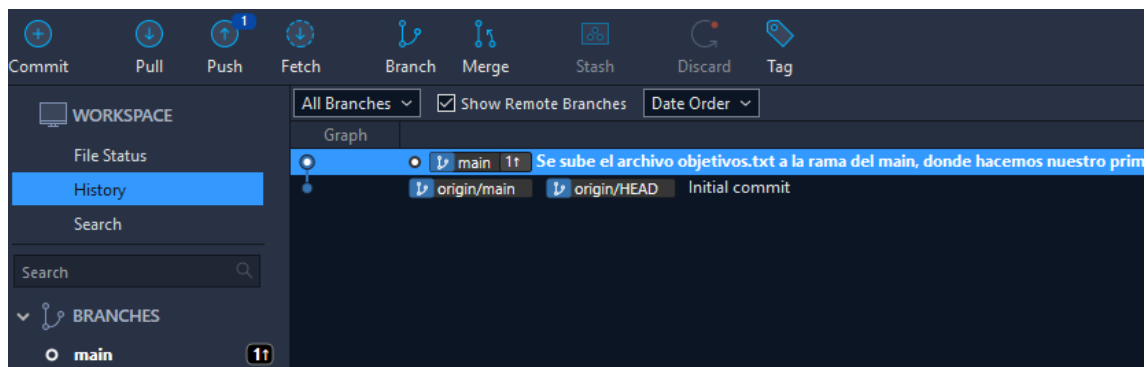 1
Commit Pull Push Fetch Branch Merge Stash Discard Tag
WORKSPACE
All Branches Show Remote Branches Date Order
Graph
File Status
main 1↑ Se sube el archivo objetivos.txt a la rama del main, donde hacemos nuestro prim
History
origin/main origin/HEAD Initial commit
Search
Search
BRANCHES
main 1↑